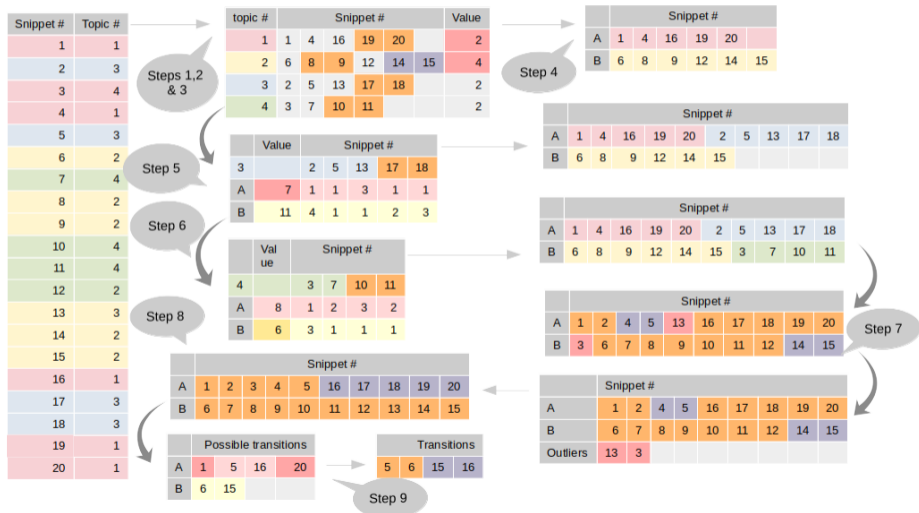 Snippet # Topic #
1 1
2 3
3 4
4 1
5 3
6 2
7 4
8 2
9 2
10 4
11 4
12 2
13 3
14 2
15 2
16 1
17 3
18 3
19 1
20 1
Steps 1,2
& 3
topic # Snippet # Value
1 1 4 16 19 20 2
2 6 8 9 12 14 15 4
3 2 5 13 17 18 2
4 3 7 10 11 2
Step 4
Snippet #
A 1 4 16 19 20
B 6 8 9 12 14 15
Step 5
Value Snippet #
3 2 5 13 17 18
A 7 1 1 3 1 1
B 11 4 1 1 2 3
Snippet #
A 1 4 16 19 20 2 5 13 17 18
B 6 8 9 12 14 15
Step 6
Val
ue
Snippet #
4 3 7 10 11
A 8 1 2 3 2
B 6 3 1 1 1
Snippet #
A 1 4 16 19 20 2 5 13 17 18
B 6 8 9 12 14 15 3 7 10 11
Step 7
Snippet #
A 1 2 4 5 13 16 17 18 19 20
B 3 6 7 8 9 10 11 12 14 15
Snippet #
A 1 2 4 5 16 17 18 19 20
B 6 7 8 9 10 11 12 14 15
Outliers 13 3
Step 8
Snippet #
A 1 2 3 4 5 16 17 18 19 20
B 6 7 8 9 10 11 12 13 14 15
Possible transitions
A 1 5 16 20
B 6 15
Step 9
Transitions
5 6 15 16